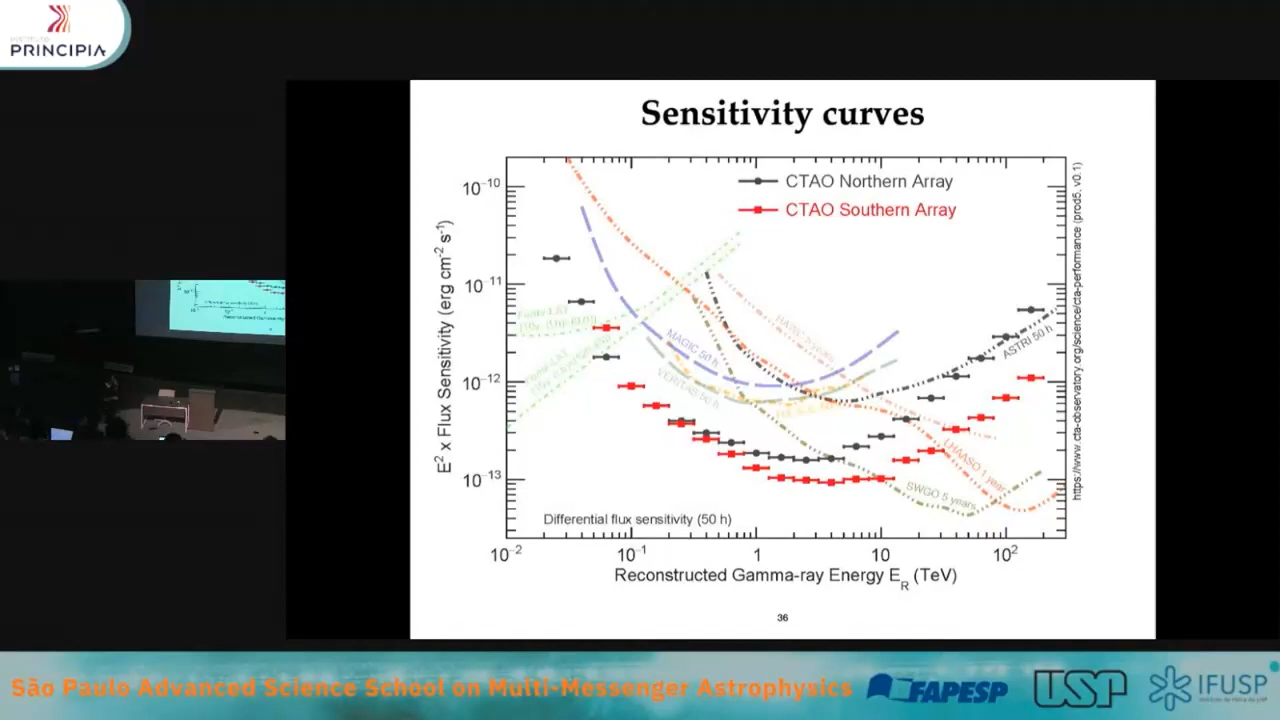 INSTITUTO
PRINCIPIA
Sensitivity curves
CTAO Northern Array
CTAO Southern Array
10⁻¹⁰
10⁻¹¹
10⁻¹²
10⁻¹³
E² x Flux Sensitivity (erg cm⁻² s⁻¹)
MAGIC 50 h
VERITAS 50 h
HAWC 5 years
ASTRI 50 h
LHAASO 1 year
SWGO 5 years
Differential flux sensitivity (50 h)
10⁻² 10⁻¹ 1 10 10²
Reconstructed Gamma-ray Energy E_R (TeV)
https://www.cta-observatory.org/science/cta-performance (prod5, v0.1)
36
São Paulo Advanced Science School on Multi-Messenger Astrophysics
FAPESP
USP
IFUSP